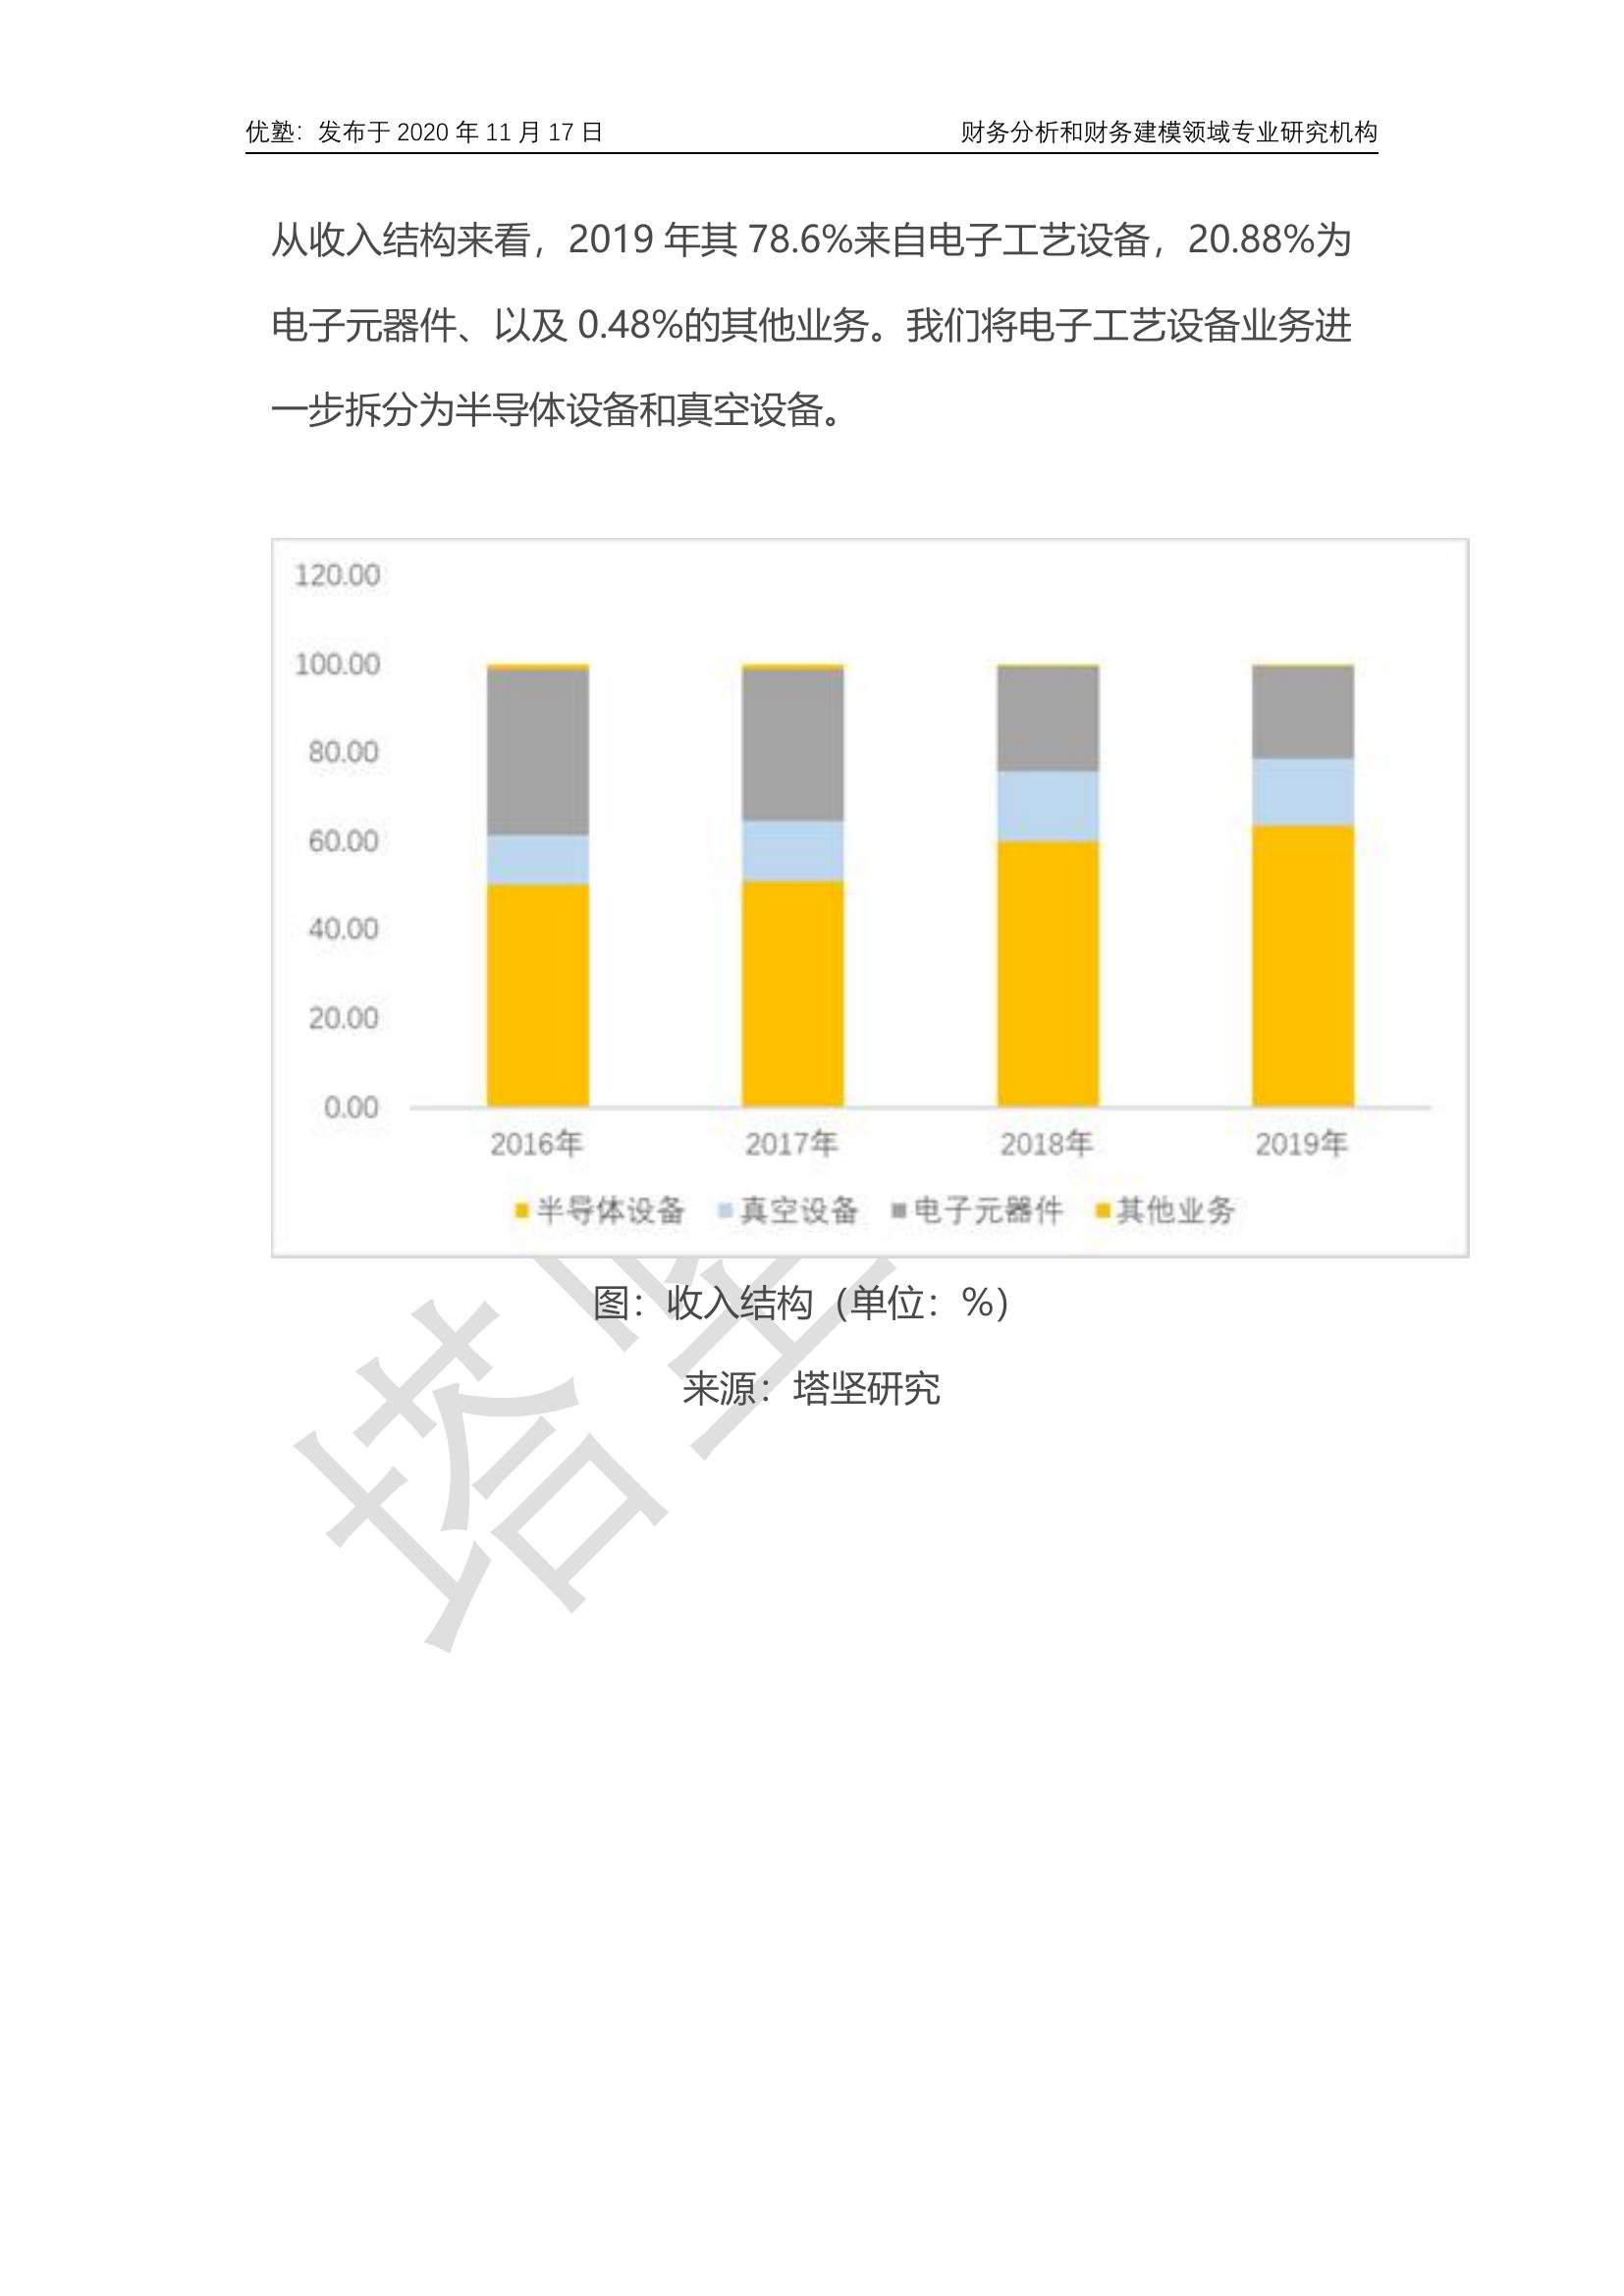 优塾：发布于 2020 年 11 月 17 日
财务分析和财务建模领域专业研究机构
从收入结构来看，2019 年其 78.6%来自电子工艺设备，20.88%为
电子元器件、以及 0.48%的其他业务。我们将电子工艺设备业务进
一步拆分为半导体设备和真空设备。
120.00
100.00
80.00
60.00
40.00
20.00
0.00
2016年 2017年 2018年 2019年
半导体设备 真空设备 电子元器件 其他业务
图：收入结构（单位：%）
来源：塔坚研究
塔坚